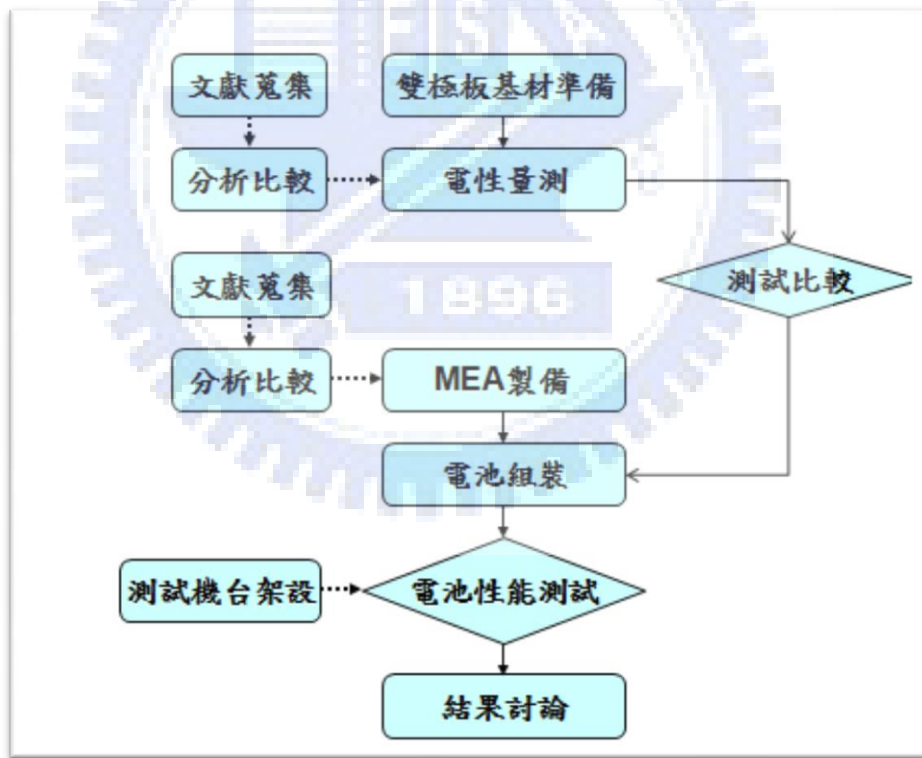 文獻蒐集
雙極板基材準備
分析比較
電性量測
測試比較
文獻蒐集
1896
分析比較
MEA製備
電池組裝
測試機台架設
電池性能測試
結果討論